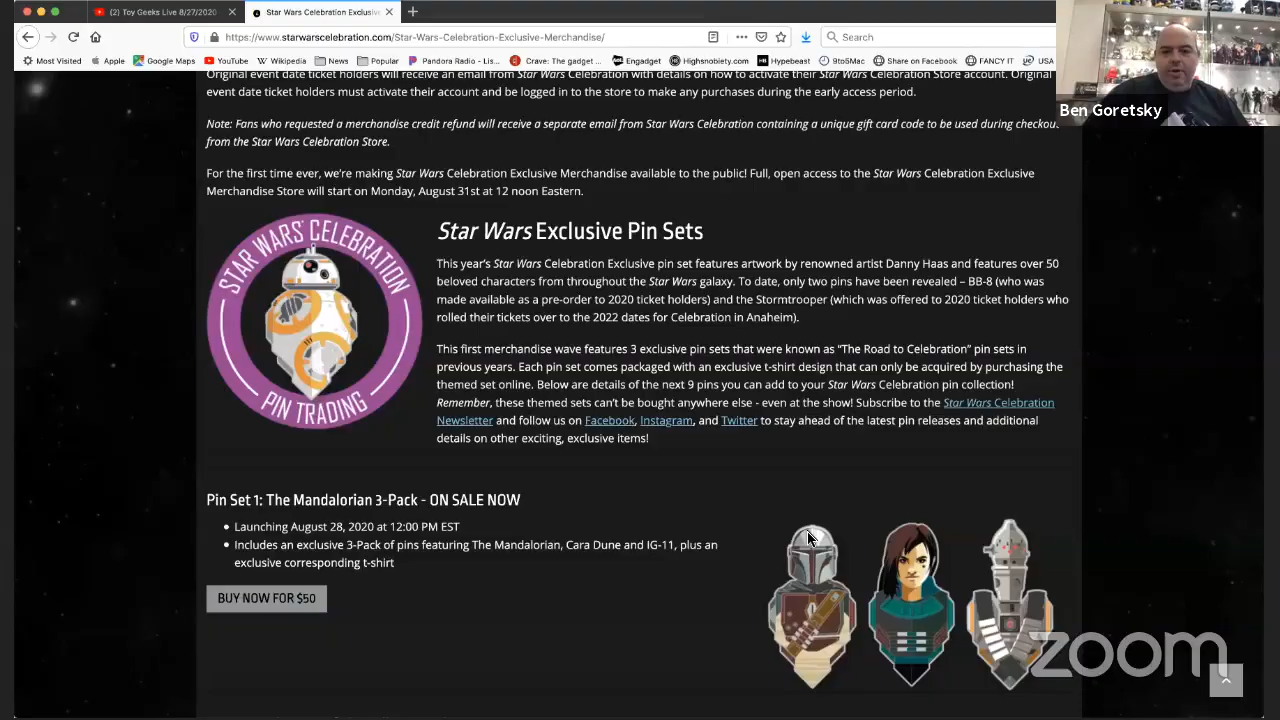 (2) Toy Geeks Live 8/27/2020
Star Wars Celebration Exclusive
https://www.starwarscelebration.com/Star-Wars-Celebration-Exclusive-Merchandise/
Search
Most Visited
Apple
Google Maps
YouTube
Wikipedia
News
Popular
Pandora Radio - Lis...
Crave: The gadget ...
Engadget
Highsnobiety.com
9to5Mac
Hypebeast
Share on Facebook
FANCY IT
USA
Ben Goretsky
Original event date ticket holders will receive an email from Star Wars Celebration with details on how to activate their Star Wars Celebration Store account. Original
event date ticket holders must activate their account and be logged in to the store to make any purchases during the early access period.
Note: Fans who requested a merchandise credit refund will receive a separate email from Star Wars Celebration containing a unique gift card code to be used during checkou
from the Star Wars Celebration Store.
For the first time ever, we're making Star Wars Celebration Exclusive Merchandise available to the public! Full, open access to the Star Wars Celebration Exclusive
Merchandise Store will start on Monday, August 31st at 12 noon Eastern.
STAR WARS CELEBRATION
PIN TRADING
Star Wars Exclusive Pin Sets
This year's Star Wars Celebration Exclusive pin set features artwork by renowned artist Danny Haas and features over 50
beloved characters from throughout the Star Wars galaxy. To date, only two pins have been revealed – BB-8 (who was
made available as a pre-order to 2020 ticket holders) and the Stormtrooper (which was offered to 2020 ticket holders who
rolled their tickets over to the 2022 dates for Celebration in Anaheim).
This first merchandise wave features 3 exclusive pin sets that were known as "The Road to Celebration" pin sets in
previous years. Each pin set comes packaged with an exclusive t-shirt design that can only be acquired by purchasing the
themed set online. Below are details of the next 9 pins you can add to your Star Wars Celebration pin collection!
Remember, these themed sets can't be bought anywhere else - even at the show! Subscribe to the Star Wars Celebration
Newsletter and follow us on Facebook, Instagram, and Twitter to stay ahead of the latest pin releases and additional
details on other exciting, exclusive items!
Pin Set 1: The Mandalorian 3-Pack - ON SALE NOW
Launching August 28, 2020 at 12:00 PM EST
Includes an exclusive 3-Pack of pins featuring The Mandalorian, Cara Dune and IG-11, plus an
exclusive corresponding t-shirt
BUY NOW FOR $50
zoom